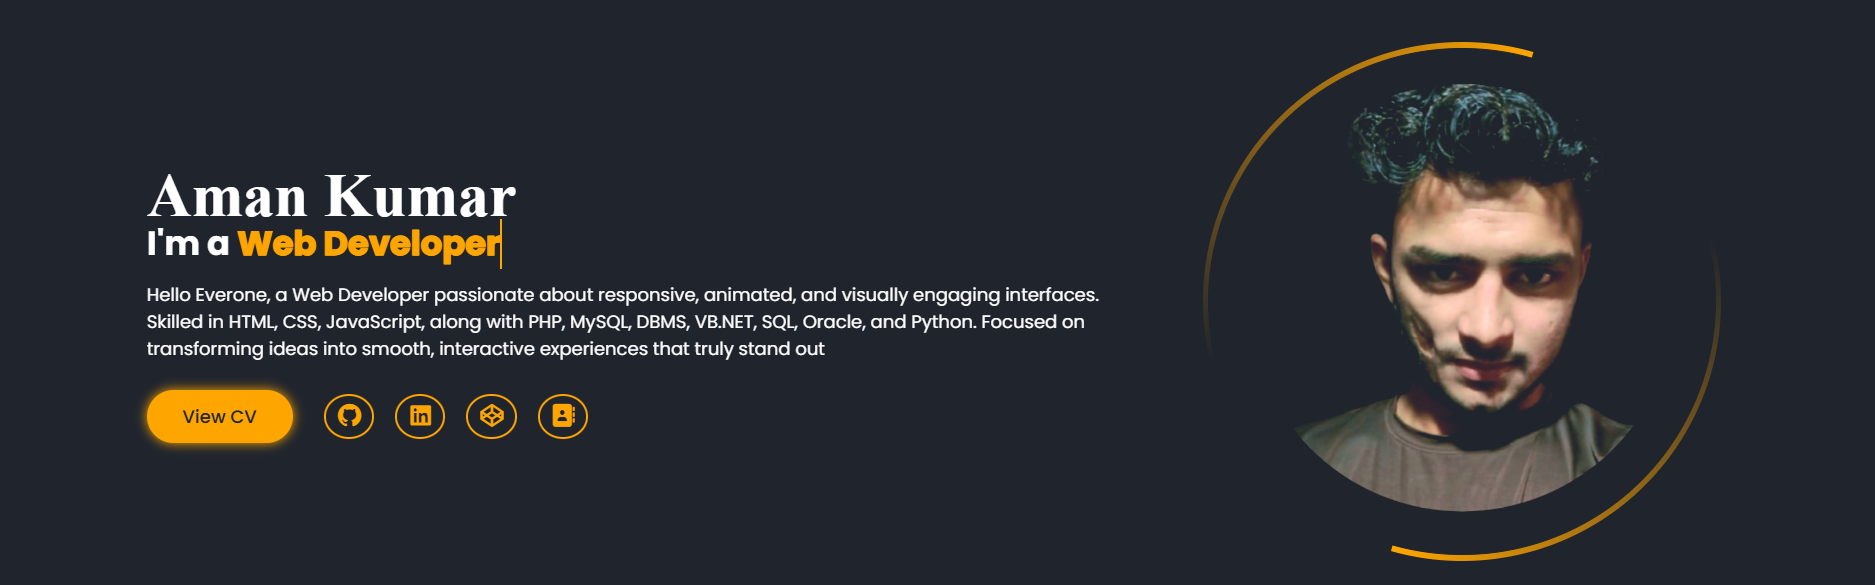 Aman Kumar
I'm a Web Developer
Hello Everone, a Web Developer passionate about responsive, animated, and visually engaging interfaces.
Skilled in HTML, CSS, JavaScript, along with PHP, MySQL, DBMS, VB.NET, SQL, Oracle, and Python. Focused on
transforming ideas into smooth, interactive experiences that truly stand out
View CV
in